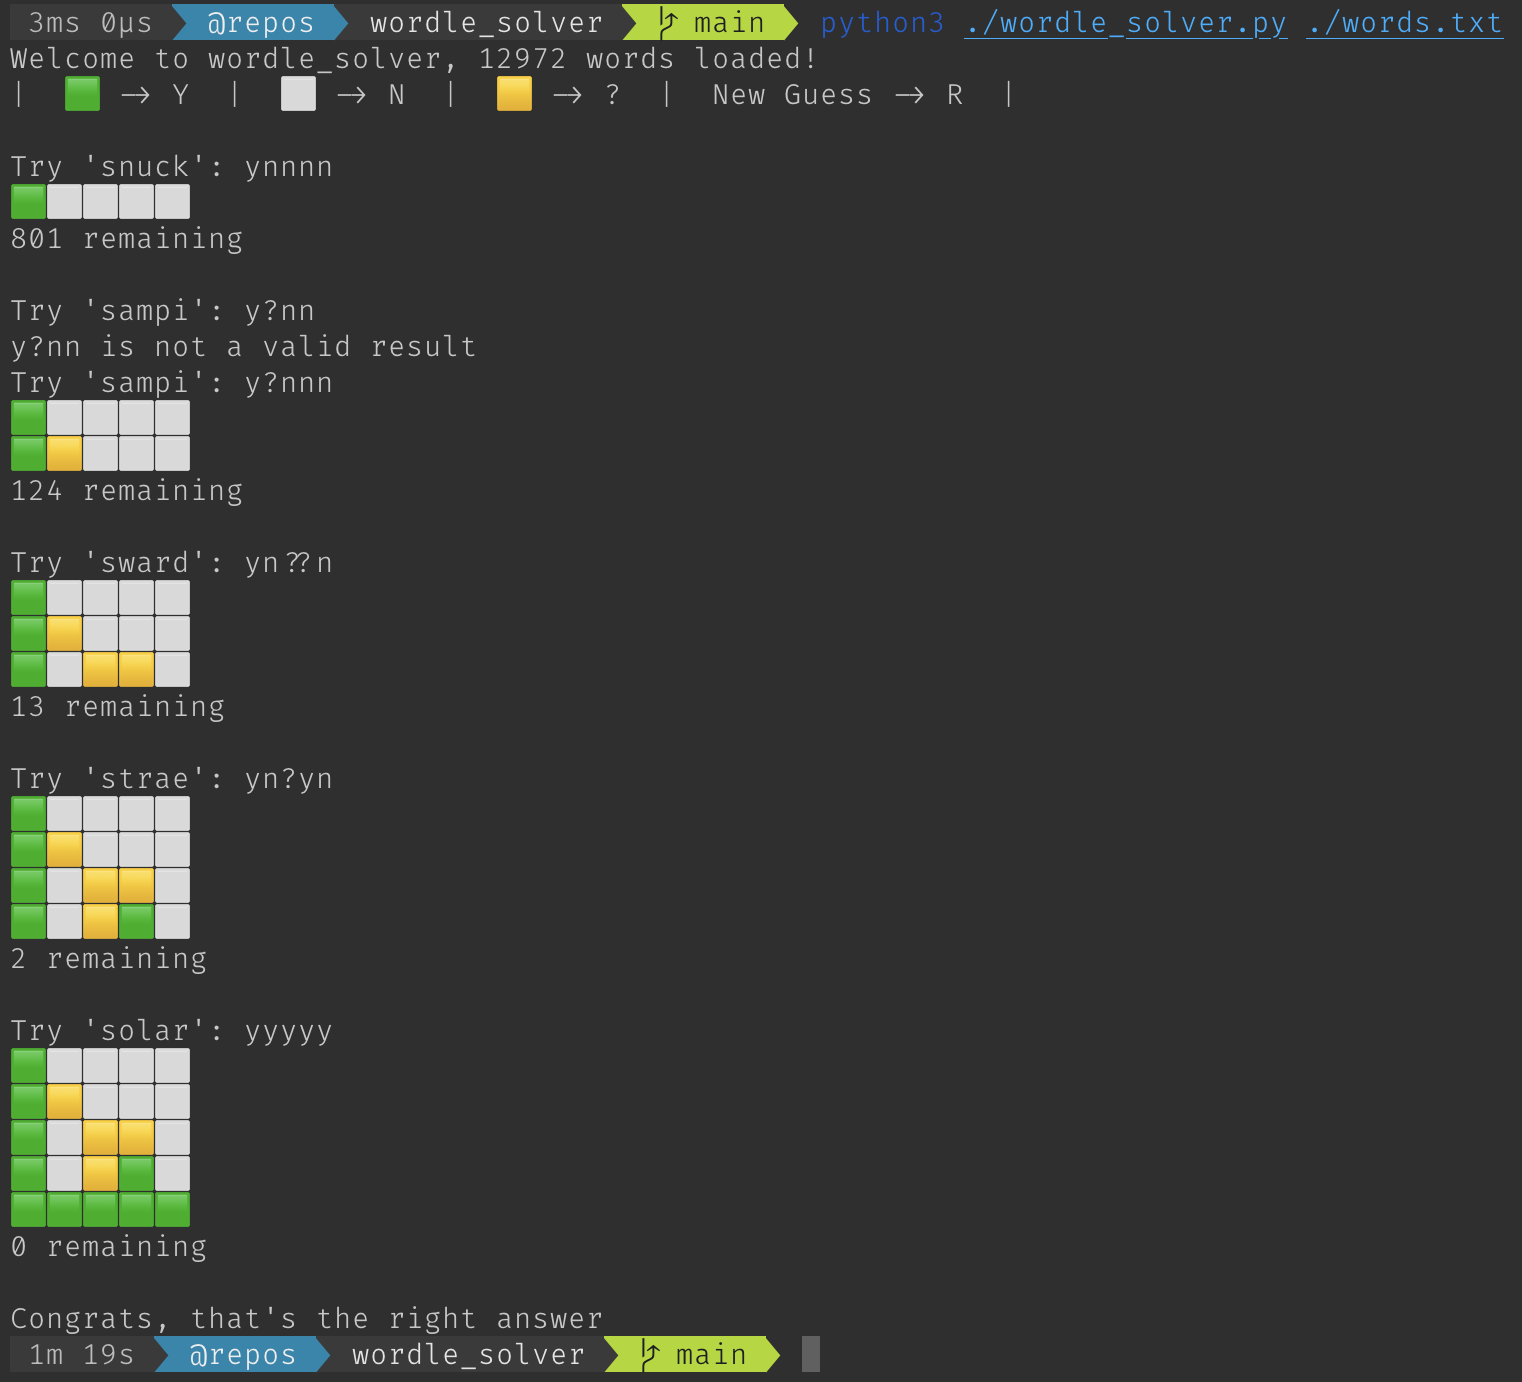 3ms 0µs @repos wordle_solver main python3 ./wordle_solver.py ./words.txt
Welcome to wordle_solver, 12972 words loaded!
| 🟩 → Y | ⬜ → N | 🟨 → ? | New Guess → R |
Try 'snuck': ynnnn
801 remaining
Try 'sampi': y?nn
y?nn is not a valid result
Try 'sampi': y?nnn
124 remaining
Try 'sward': yn??n
13 remaining
Try 'strae': yn?yn
2 remaining
Try 'solar': yyyyy
0 remaining
Congrats, that's the right answer
1m 19s @repos wordle_solver main